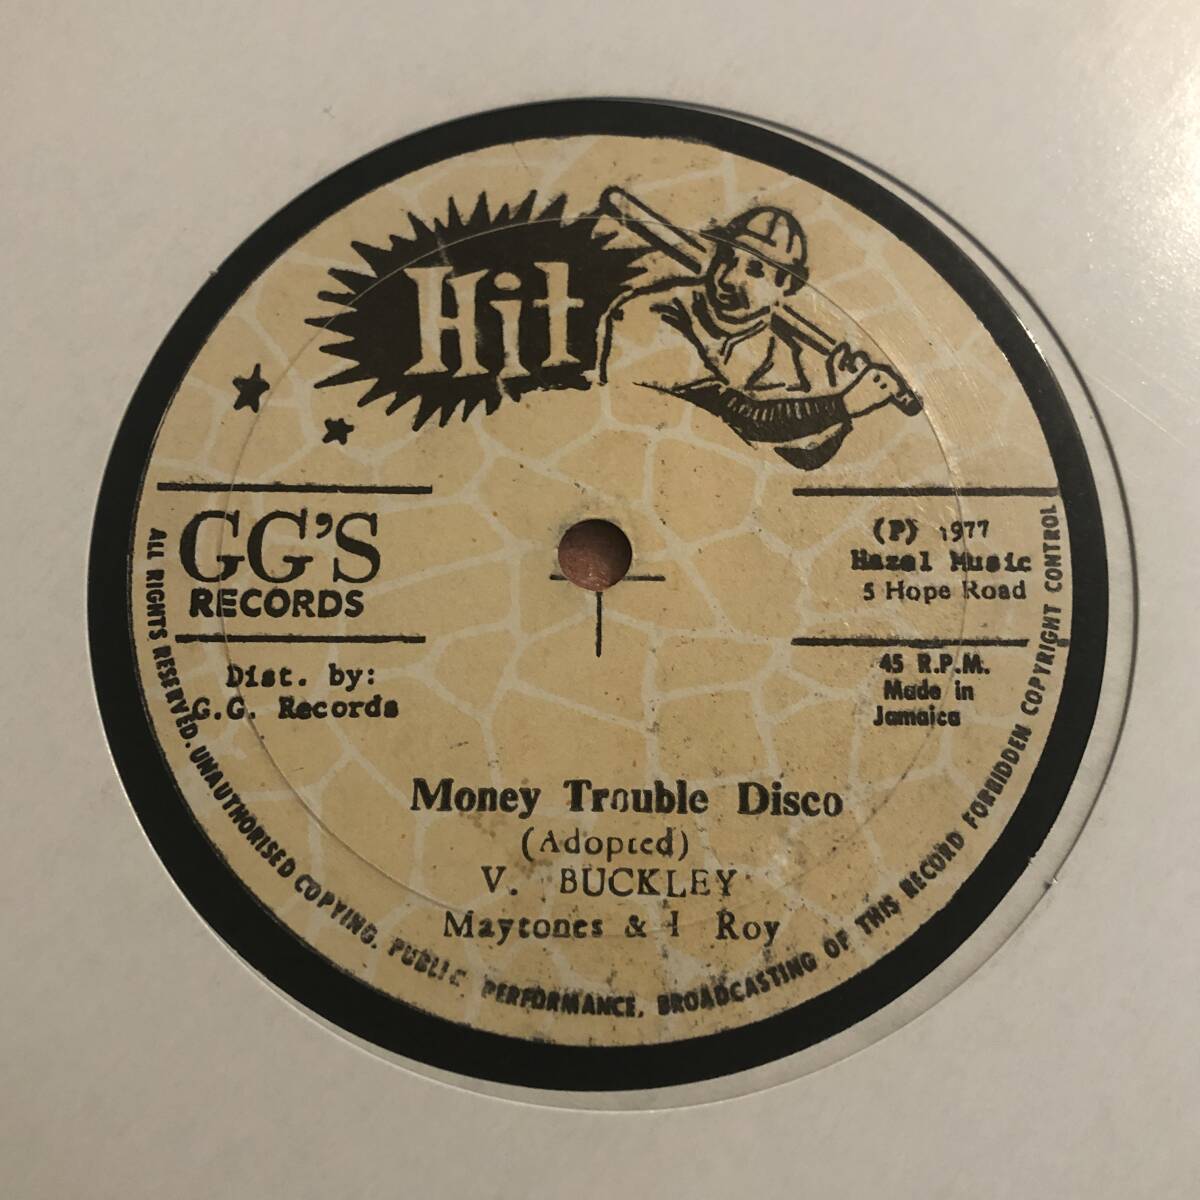 Hit
GG'S
RECORDS
Dist. by:
G.G. Records
(P) 1977
Hazel Music
5 Hope Road
45 R.P.M.
Made in
Jamaica
Money Trouble Disco
(Adopted)
V. BUCKLEY
Maytones & I Roy
ALL RIGHTS RESERVED. UNAUTHORISED COPYING. PUBLIC PERFORMANCE, BROADCASTING OF THIS RECORD FORBIDDEN COPYRIGHT CONTROL